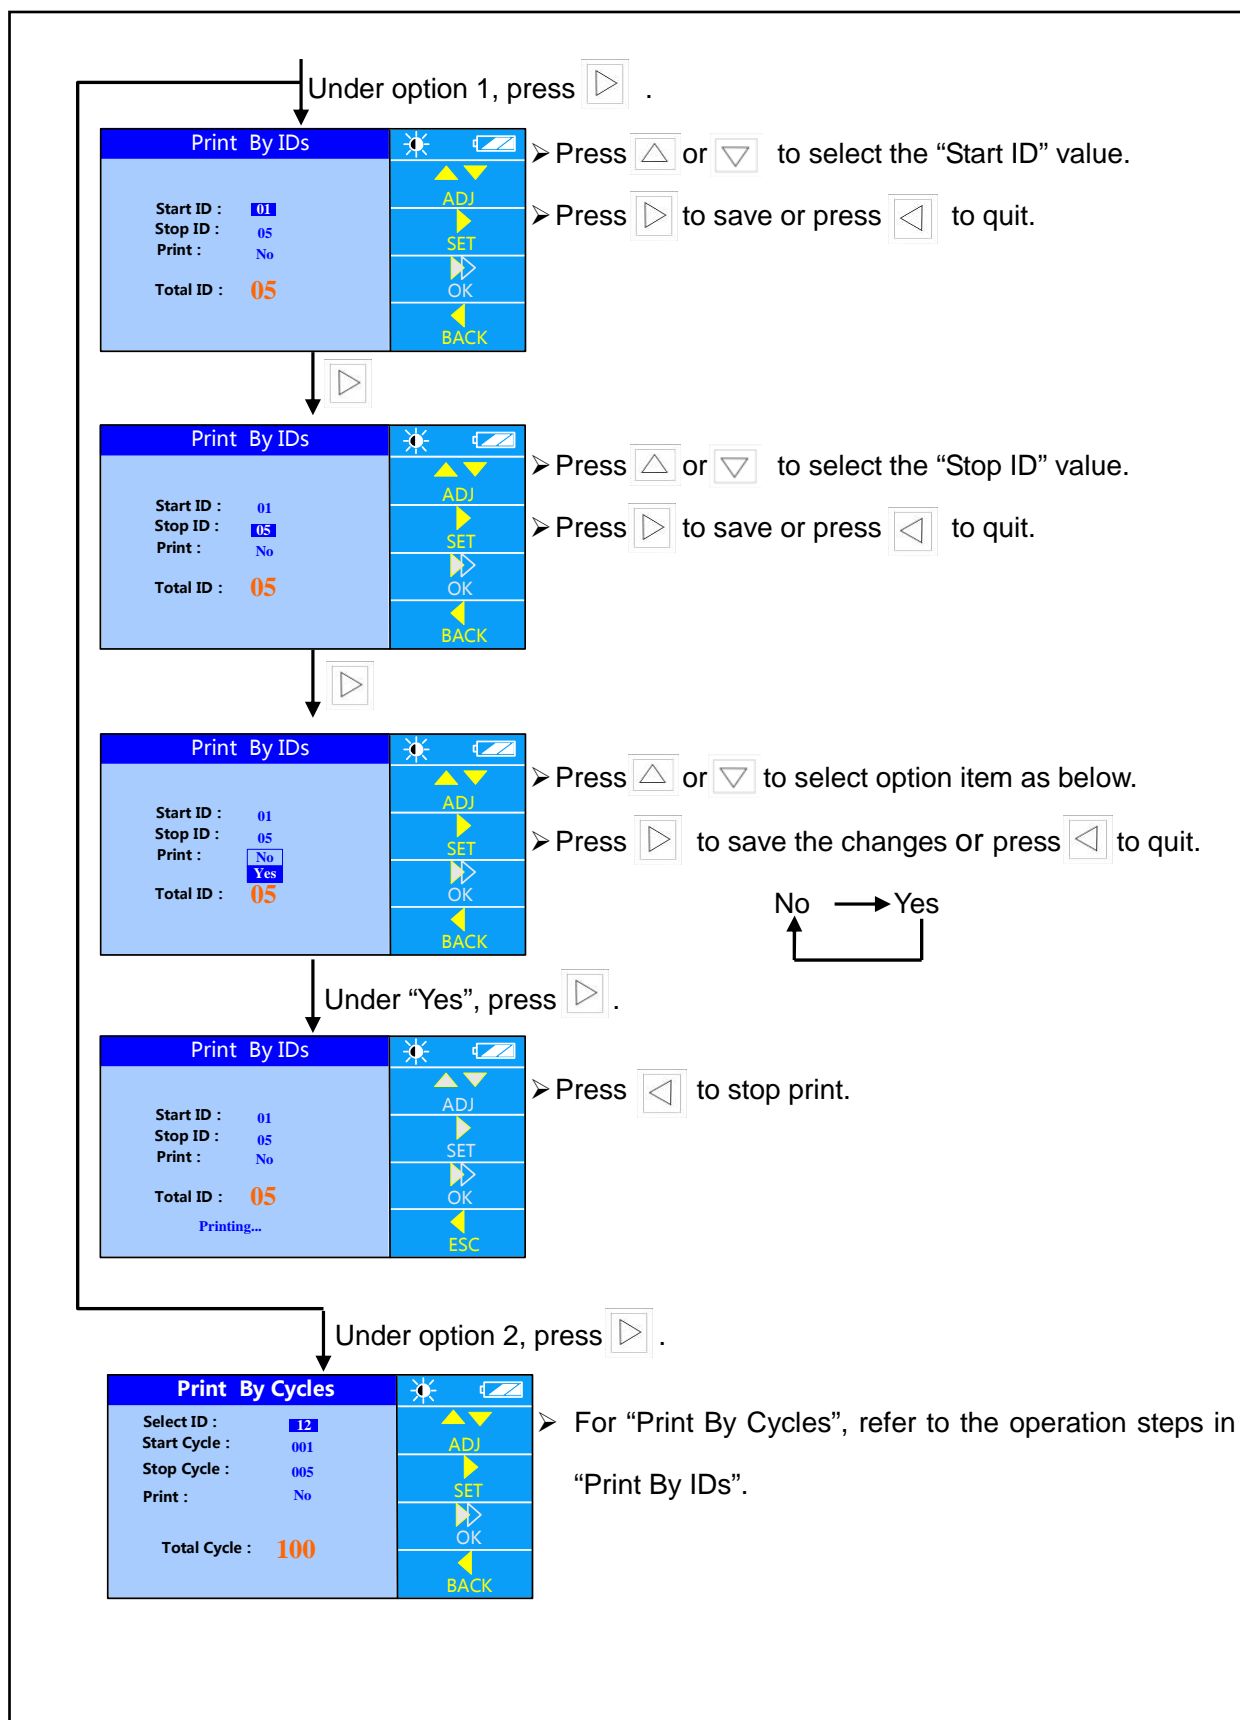 Under option 1, press .
Print By IDs
Start ID : 01
Stop ID : 05
Print : No
Total ID : 05
ADJ
SET
OK
BACK
Press or to select the “Start ID” value.
Press to save or press to quit.
Print By IDs
Start ID : 01
Stop ID : 05
Print : No
Total ID : 05
ADJ
SET
OK
BACK
Press or to select the “Stop ID” value.
Press to save or press to quit.
Print By IDs
Start ID : 01
Stop ID : 05
Print : No
Yes
Total ID : 05
ADJ
SET
OK
BACK
Press or to select option item as below.
Press to save the changes or press to quit.
No Yes
Under “Yes”, press .
Print By IDs
Start ID : 01
Stop ID : 05
Print : No
Total ID : 05
Printing...
ADJ
SET
OK
ESC
Press to stop print.
Under option 2, press .
Print By Cycles
Select ID : 12
Start Cycle : 001
Stop Cycle : 005
Print : No
Total Cycle : 100
ADJ
SET
OK
BACK
For “Print By Cycles”, refer to the operation steps in
“Print By IDs”.